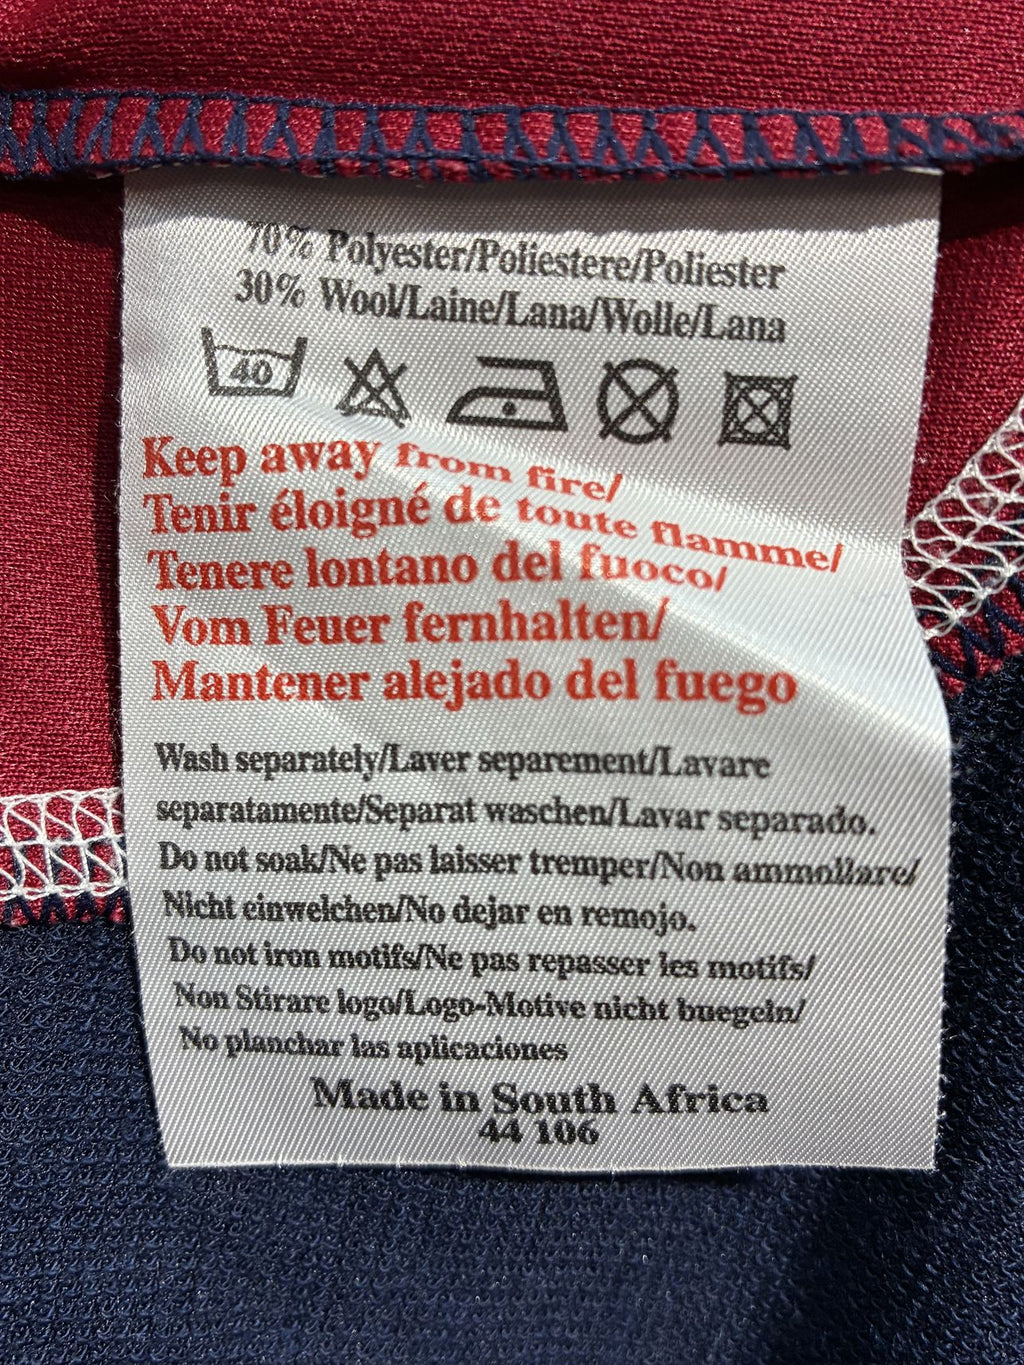 70% Polyester/Poliestere/Poliester
30% Wool/Laine/Lana/Wolle/Lana
40
Keep away from fire/
Tenir éloigné de toute flamme/
Tenere lontano del fuoco/
Vom Feuer fernhalten/
Mantener alejado del fuego
Wash separately/Laver separement/Lavare
separatamente/Separat waschen/Lavar separado.
Do not soak/Ne pas laisser tremper/Non ammollare/
Nicht einweichen/No dejar en remojo.
Do not iron motifs/Ne pas repasser les motifs/
Non Stirare logo/Logo-Motive nicht buegeln/
No planchar las aplicaciones
Made in South Africa
44 106